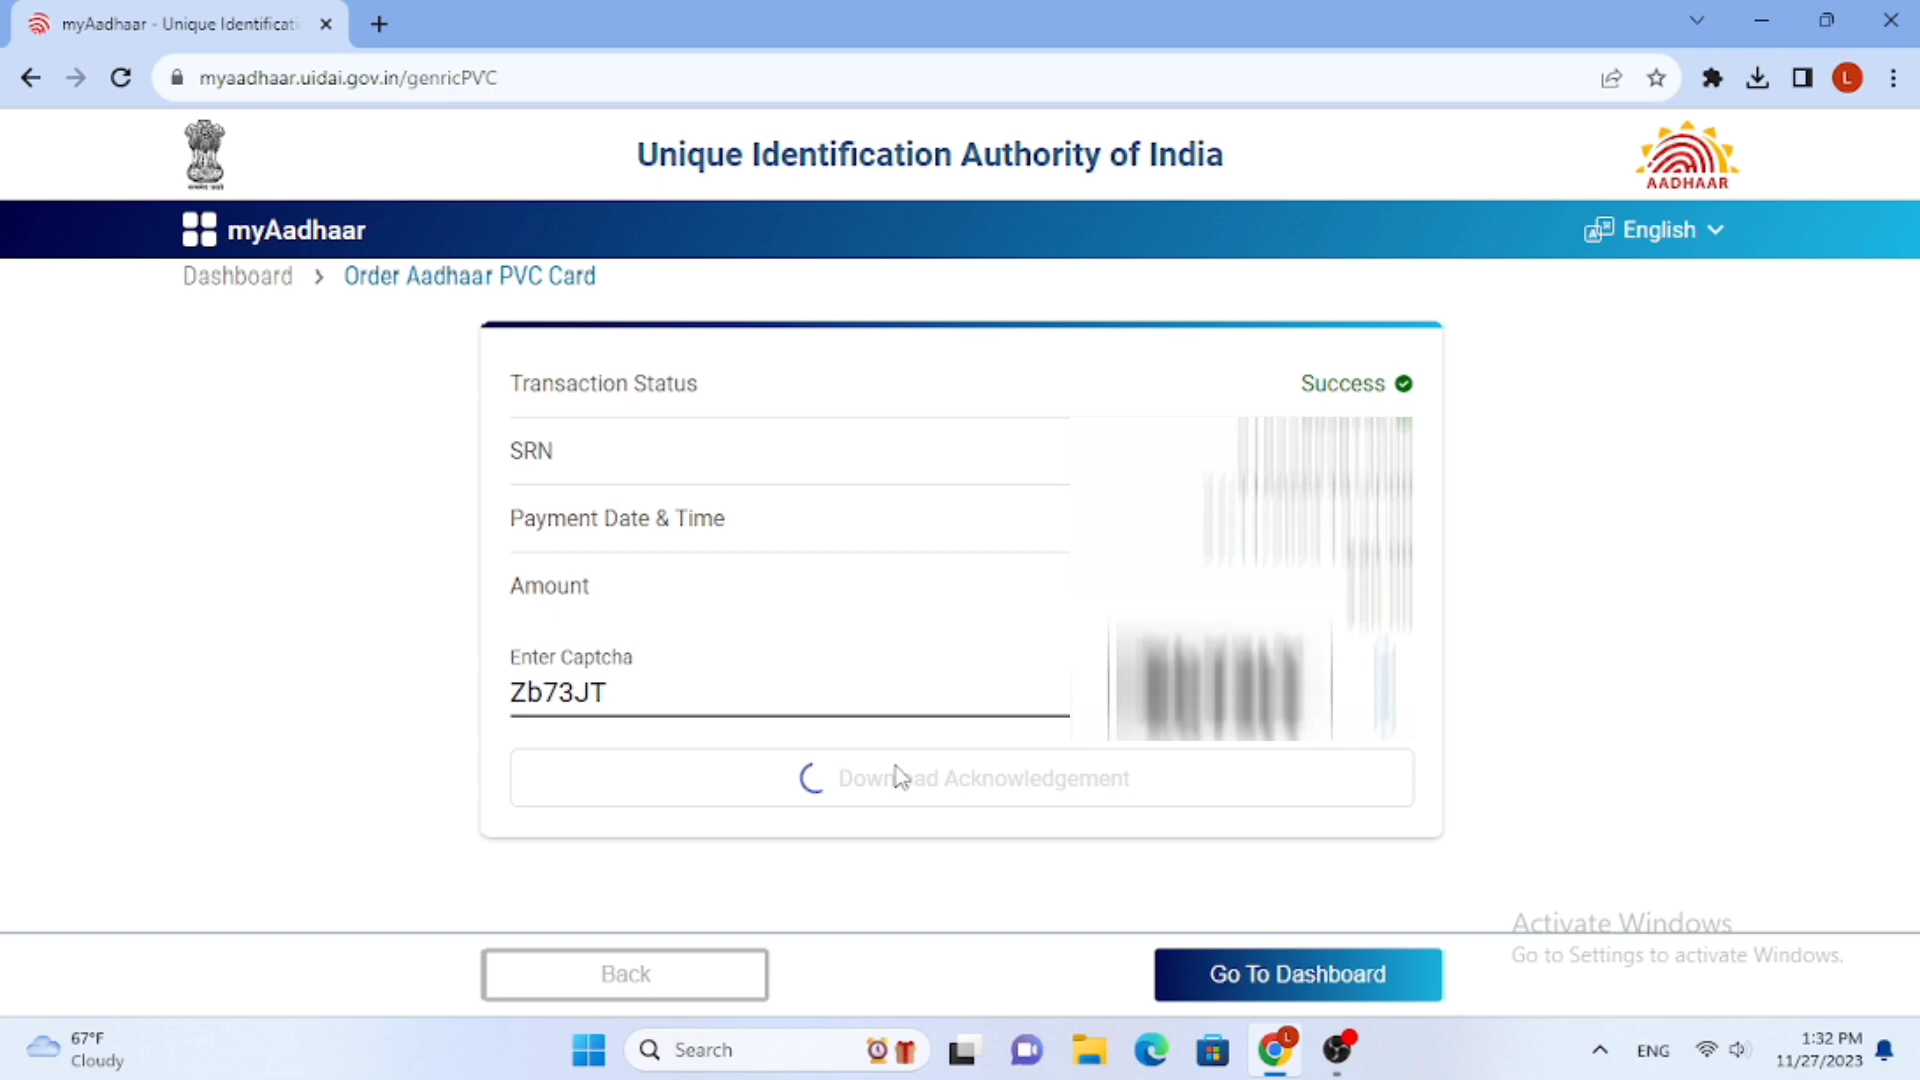 myAadhaar - Unique Identificati
myaadhaar.uidai.gov.in/genricPVC
L
Unique Identification Authority of India
AADHAAR
myAadhaar
English
Dashboard > Order Aadhaar PVC Card
Transaction Status
Success
SRN
Payment Date & Time
Amount
Enter Captcha
Zb73JT
Download Acknowledgement
Activate Windows
Go to Settings to activate Windows.
Back
Go To Dashboard
67°F
Cloudy
Search
L
ENG
1:32 PM
11/27/2023